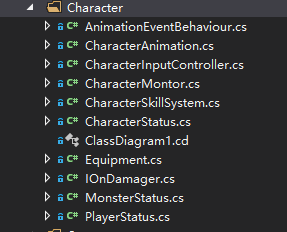 Character
C# AnimationEventBehaviour.cs
C# CharacterAnimation.cs
C# CharacterInputController.cs
C# CharacterMontor.cs
C# CharacterSkillSystem.cs
C# CharacterStatus.cs
ClassDiagram1.cd
C# Equipment.cs
C# IOnDamager.cs
C# MonsterStatus.cs
C# PlayerStatus.cs